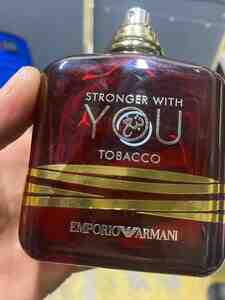 STRONGER WITH
YOU
TOBACCO
EMPORIO ARMANI